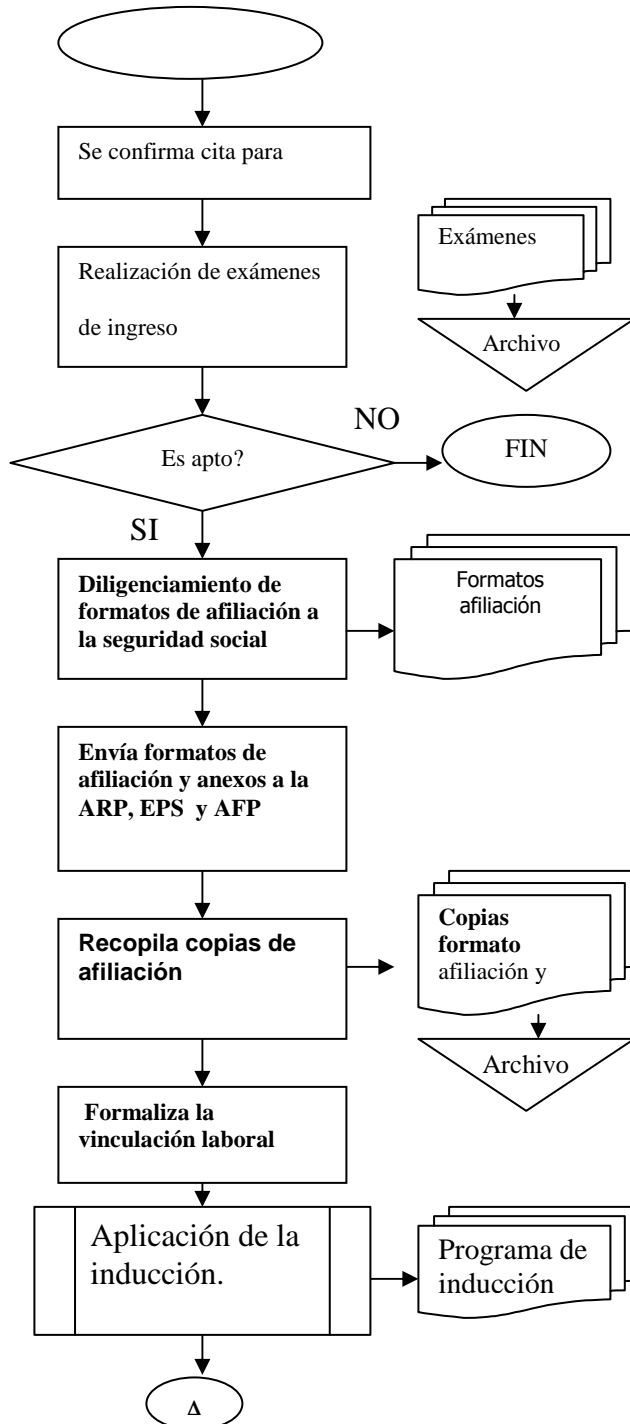 Se confirma cita para
Exámenes
Realización de exámenes
de ingreso
Archivo
NO
Es apto?
FIN
SI
Diligenciamiento de
formatos de afiliación a
la seguridad social
Formatos
afiliación
Envía formatos de
afiliación y anexos a la
ARP, EPS y AFP
Recopila copias de
afiliación
Copias
formato
afiliación y
Archivo
Formaliza la
vinculación laboral
Aplicación de la
inducción.
Programa de
inducción
Δ